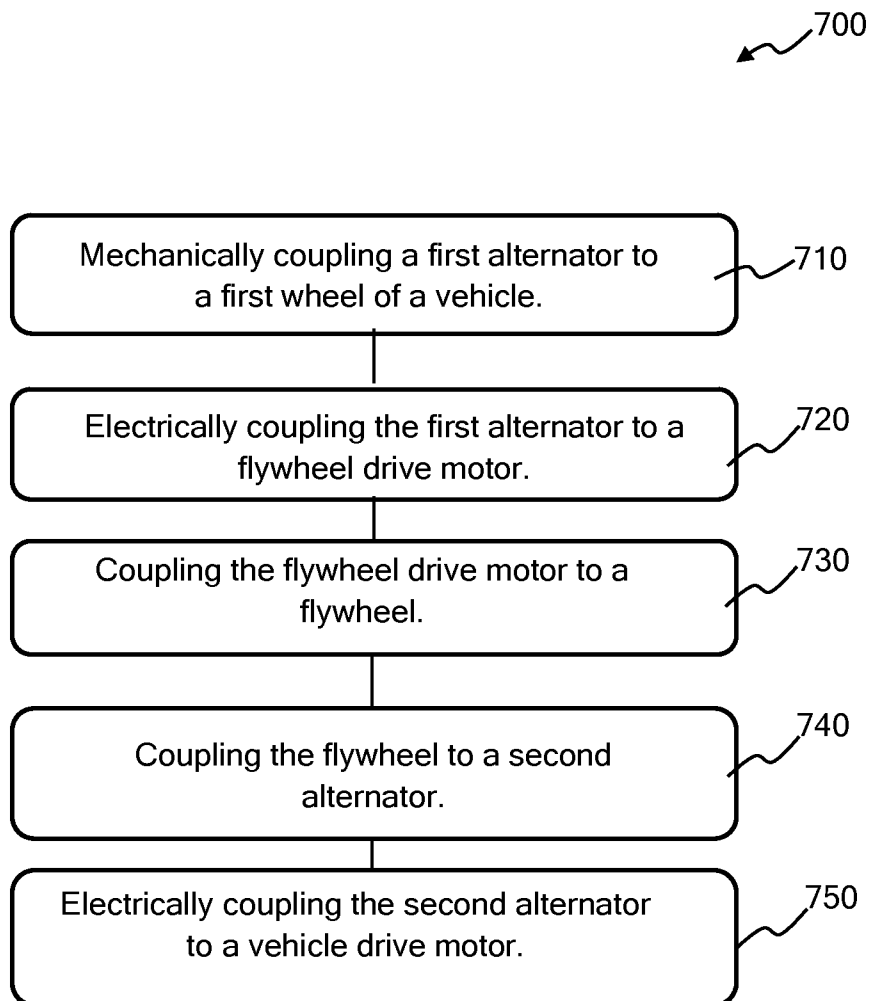 700
Mechanically coupling a first alternator to
a first wheel of a vehicle.
710
Electrically coupling the first alternator to a
flywheel drive motor.
720
Coupling the flywheel drive motor to a
flywheel.
730
Coupling the flywheel to a second
alternator.
740
Electrically coupling the second alternator
to a vehicle drive motor.
750